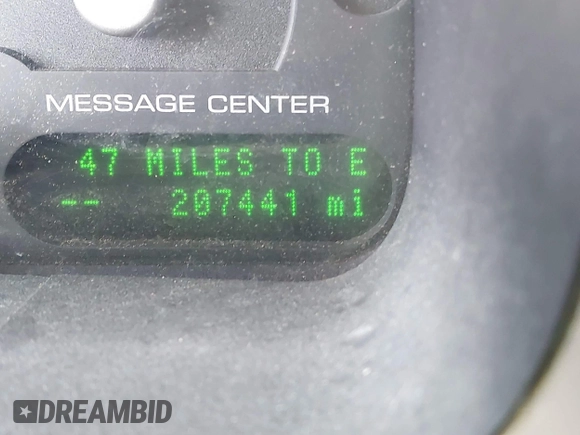 MESSAGE CENTER
47 MILES TO E
-- 207441 mi
DREAMBID